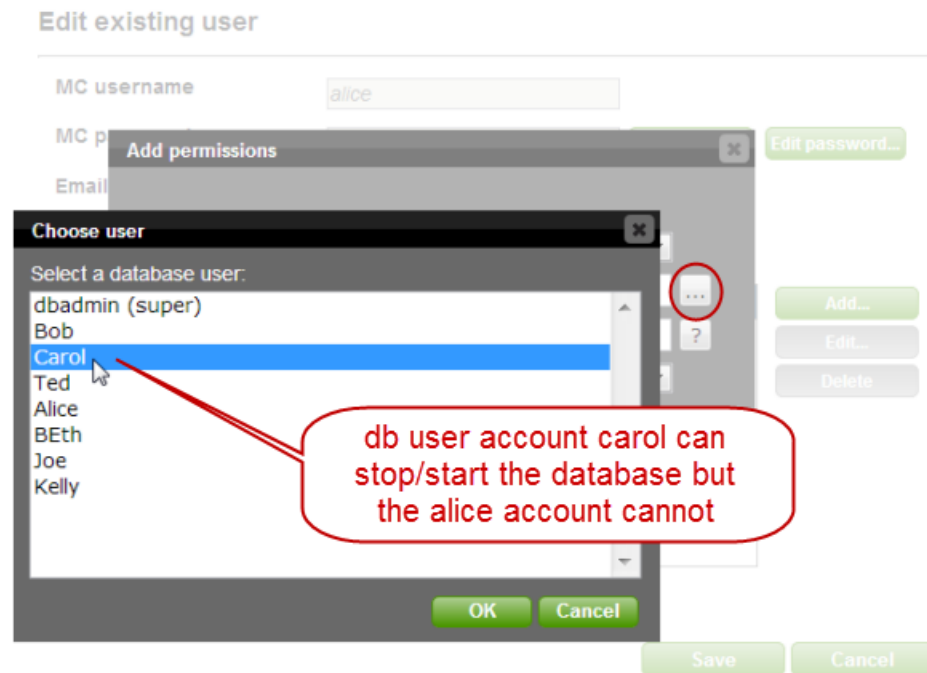 Edit existing user
MC username
alice
MC p
Add permissions
Edit password...
Email
Choose user
Select a database user:
dbadmin (super)
Bob
Carol
Ted
Alice
BEth
Joe
Kelly
...
?
Add...
Edit...
Delete
db user account carol can
stop/start the database but
the alice account cannot
OK
Cancel
Save
Cancel